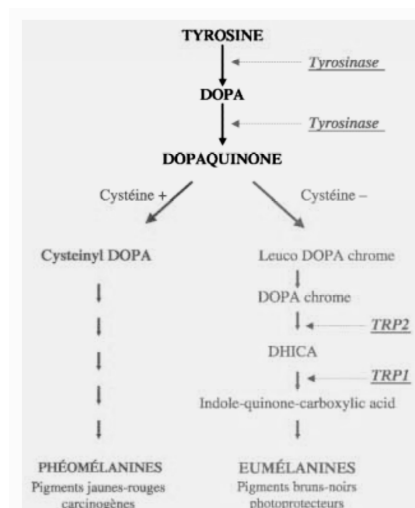 TYROSINE
Tyrosinase
DOPA
Tyrosinase
DOPAQUINONE
Cystéine + Cystéine –
Cysteinyl DOPA Leuco DOPA chrome
DOPA chrome
TRP2
DHICA
TRP1
Indole-quinone-carboxylic acid
PHÉOMÉLANINES EUMÉLANINES
Pigments jaunes-rouges Pigments bruns-noirs
carcinogènes photoprotecteurs